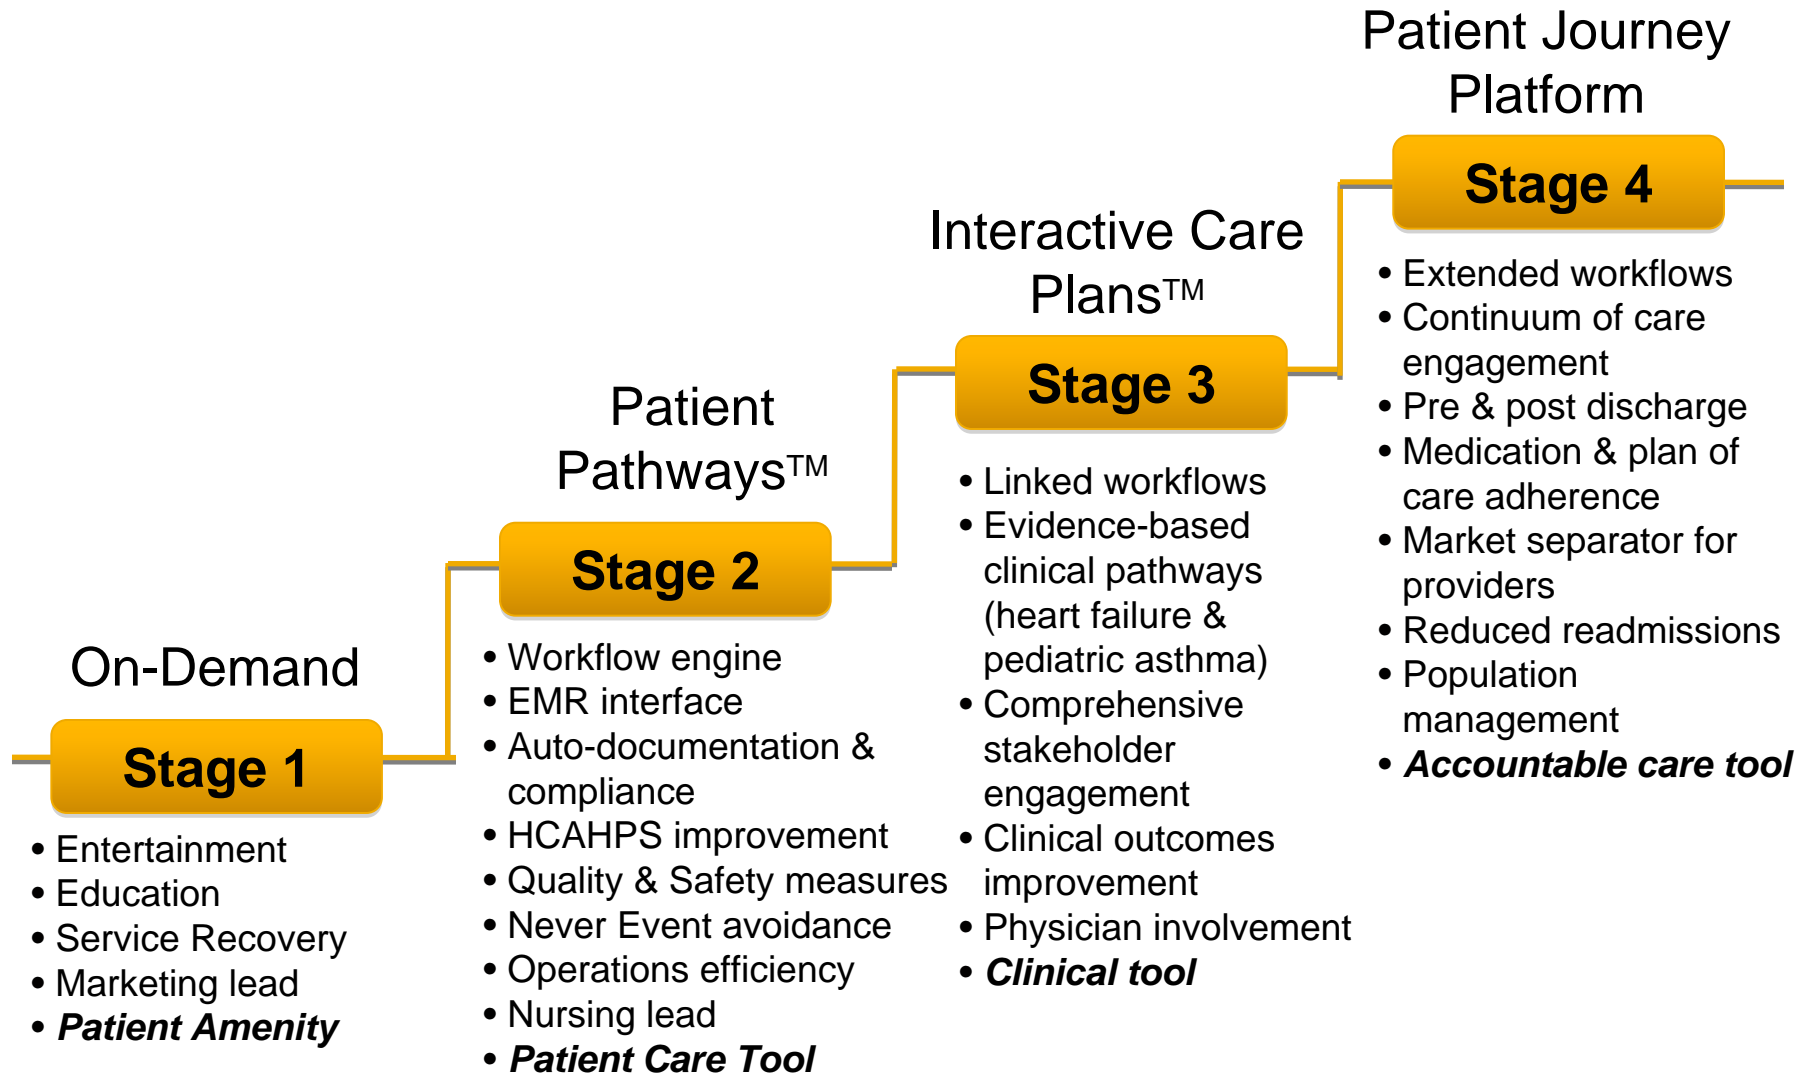 On-Demand
Stage 1
• Entertainment
• Education
• Service Recovery
• Marketing lead
• Patient Amenity
Patient
Pathways™
Stage 2
• Workflow engine
• EMR interface
• Auto-documentation &
compliance
• HCAHPS improvement
• Quality & Safety measures
• Never Event avoidance
• Operations efficiency
• Nursing lead
• Patient Care Tool
Interactive Care
Plans™
Stage 3
• Linked workflows
• Evidence-based
clinical pathways
(heart failure &
pediatric asthma)
• Comprehensive
stakeholder
engagement
• Clinical outcomes
improvement
• Physician involvement
• Clinical tool
Patient Journey
Platform
Stage 4
• Extended workflows
• Continuum of care
engagement
• Pre & post discharge
• Medication & plan of
care adherence
• Market separator for
providers
• Reduced readmissions
• Population
management
• Accountable care tool